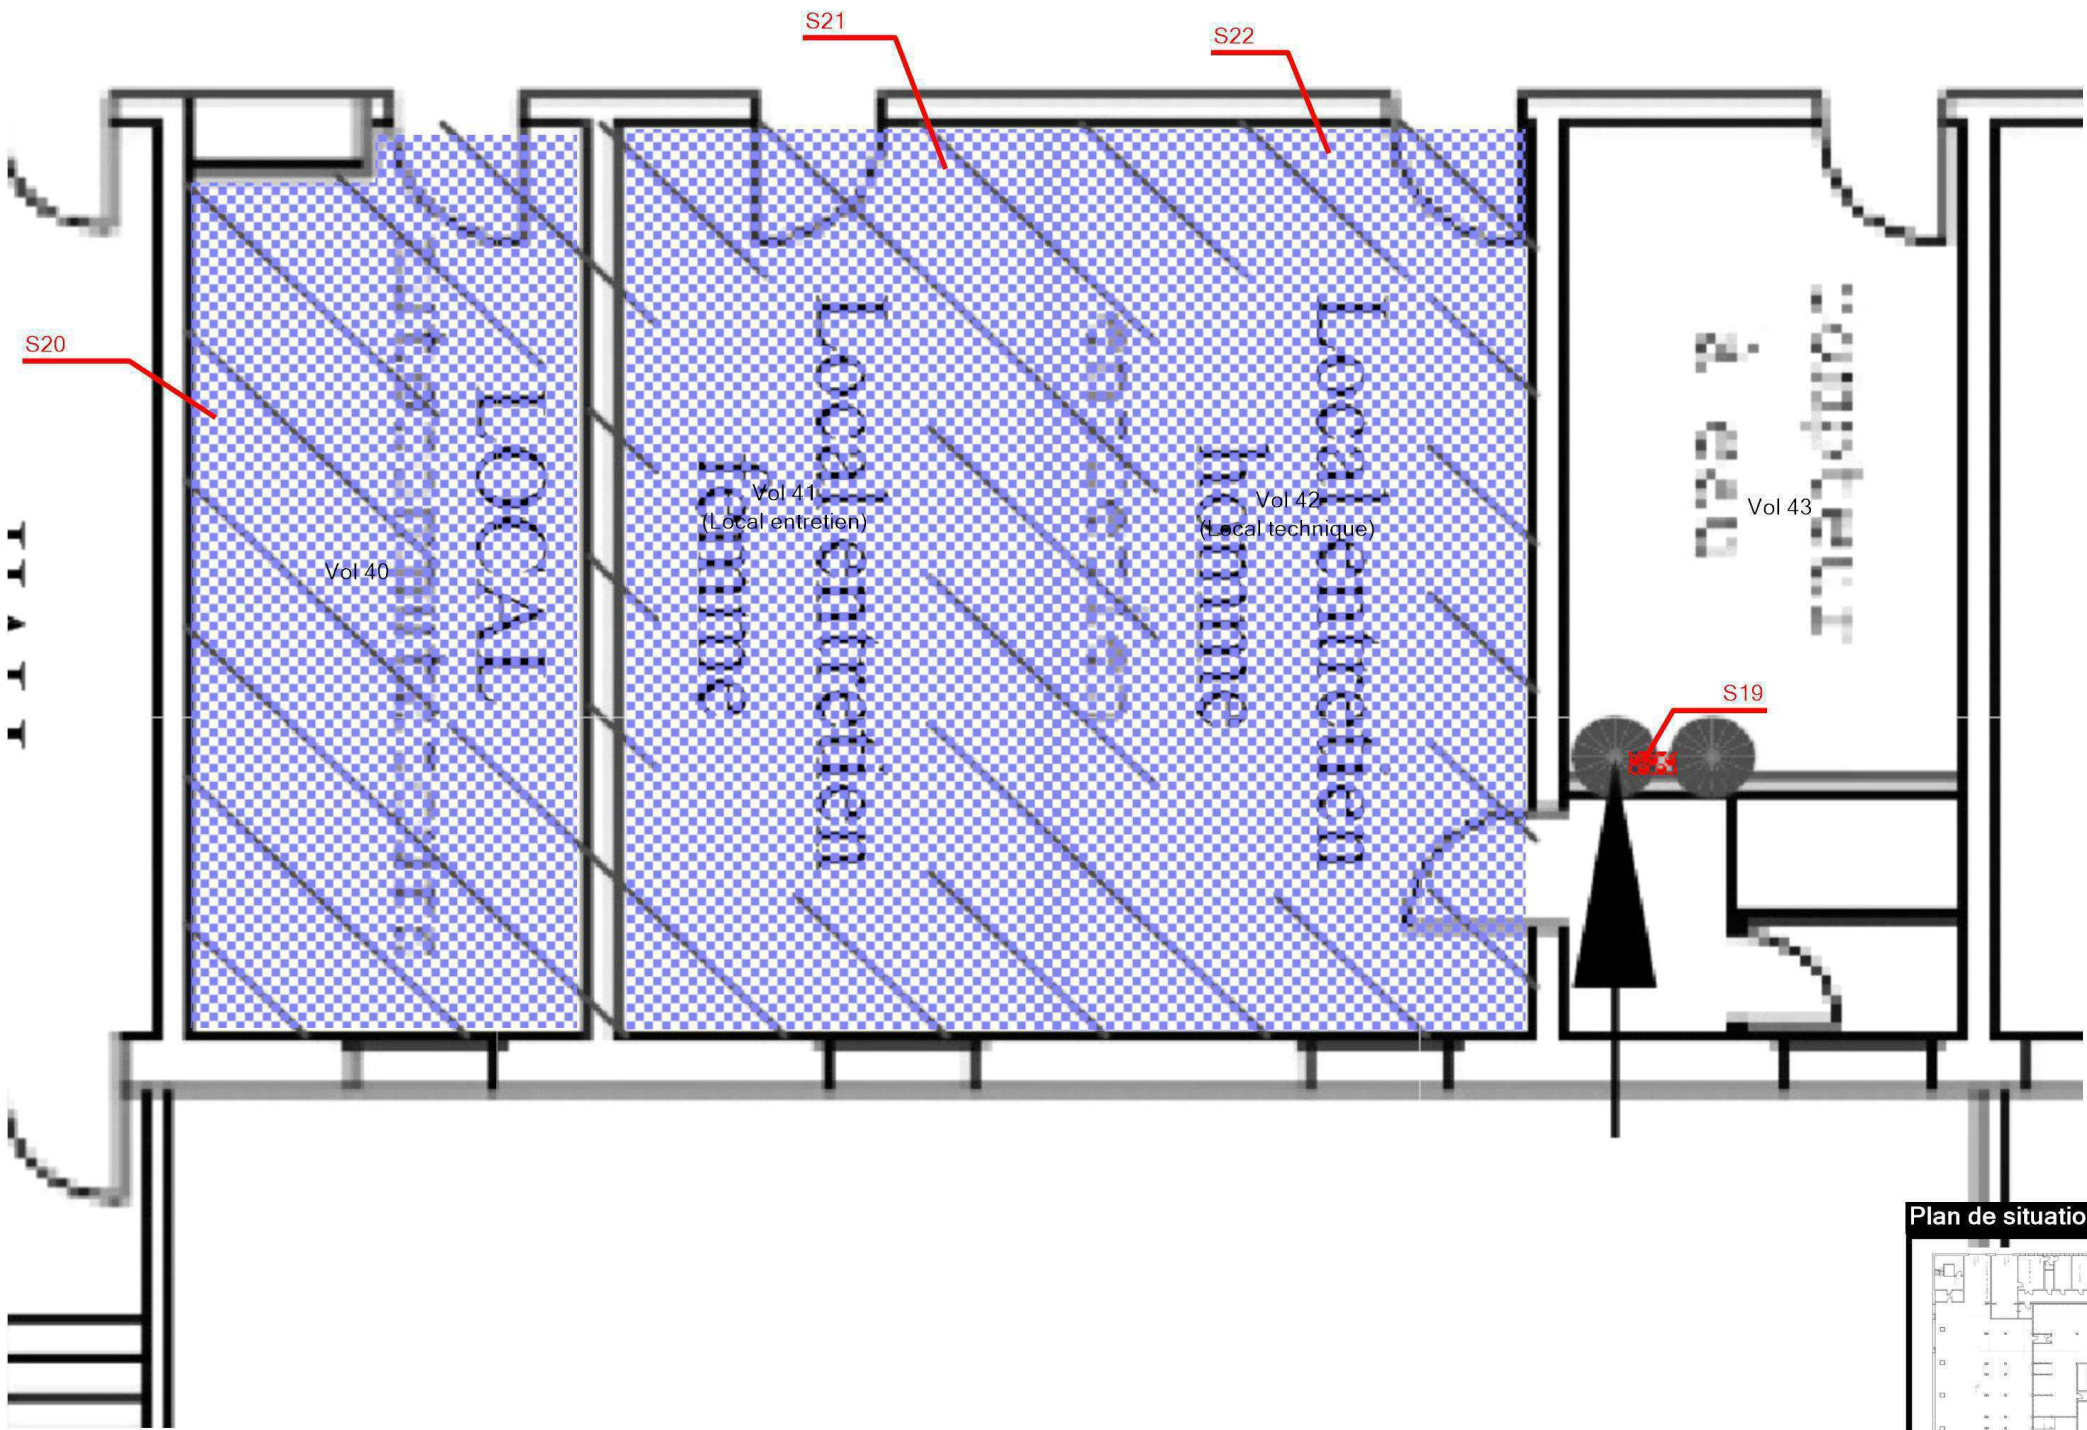 S21
S22
S20
LOCAL
Vol 40
Local entretien
femme
Vol 41
(Local entretien)
Local entretien
homme
Vol 42
(Local technique)
Vol 43
S19
Plan de situatio